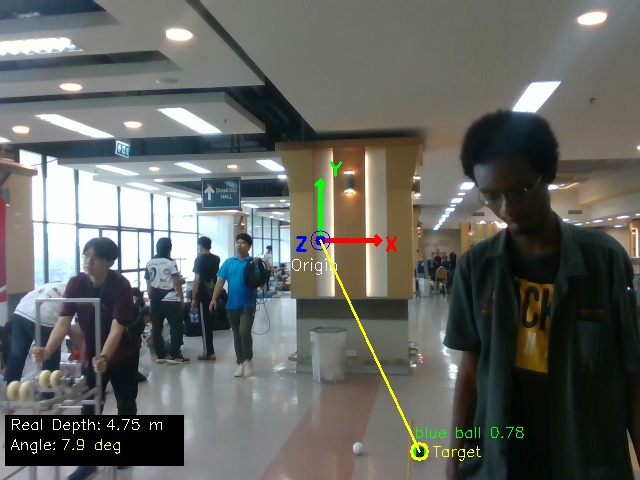 DIAMOND
HALL
Y
Z
X
Origin
blue ball 0.78
Target
Real Depth: 4.75 m
Angle: 7.9 deg